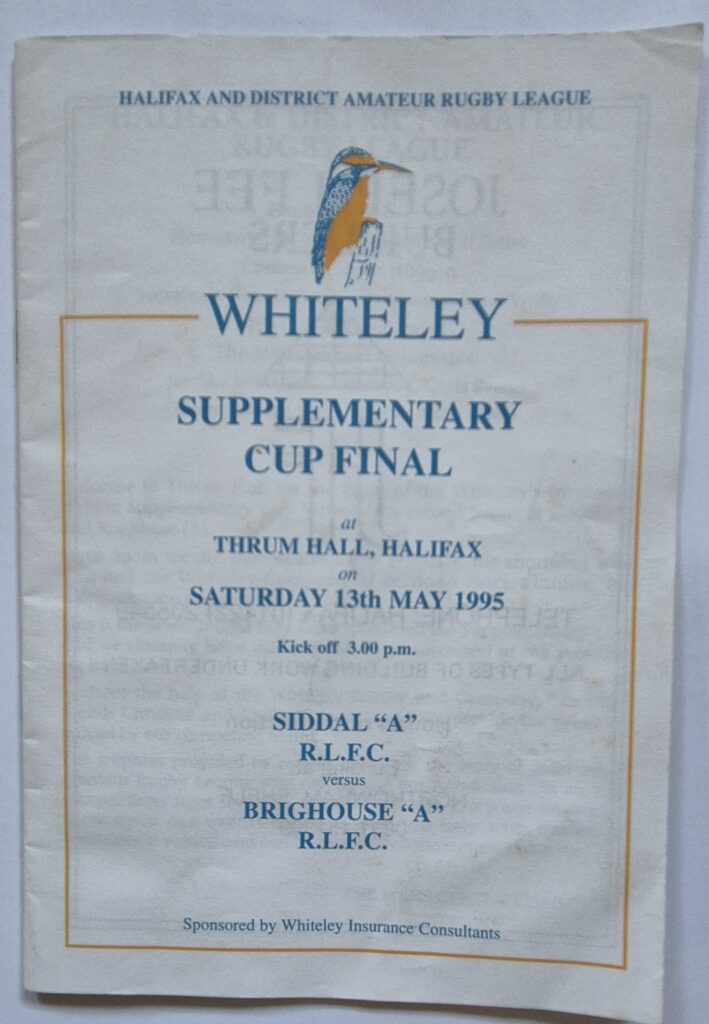 HALIFAX AND DISTRICT AMATEUR RUGBY LEAGUE
WHITELEY
SUPPLEMENTARY
CUP FINAL
at
THRUM HALL, HALIFAX
on
SATURDAY 13th MAY 1995
Kick off 3.00 p.m.
SIDDAL “A”
R.L.F.C.
versus
BRIGHOUSE “A”
R.L.F.C.
Sponsored by Whiteley Insurance Consultants